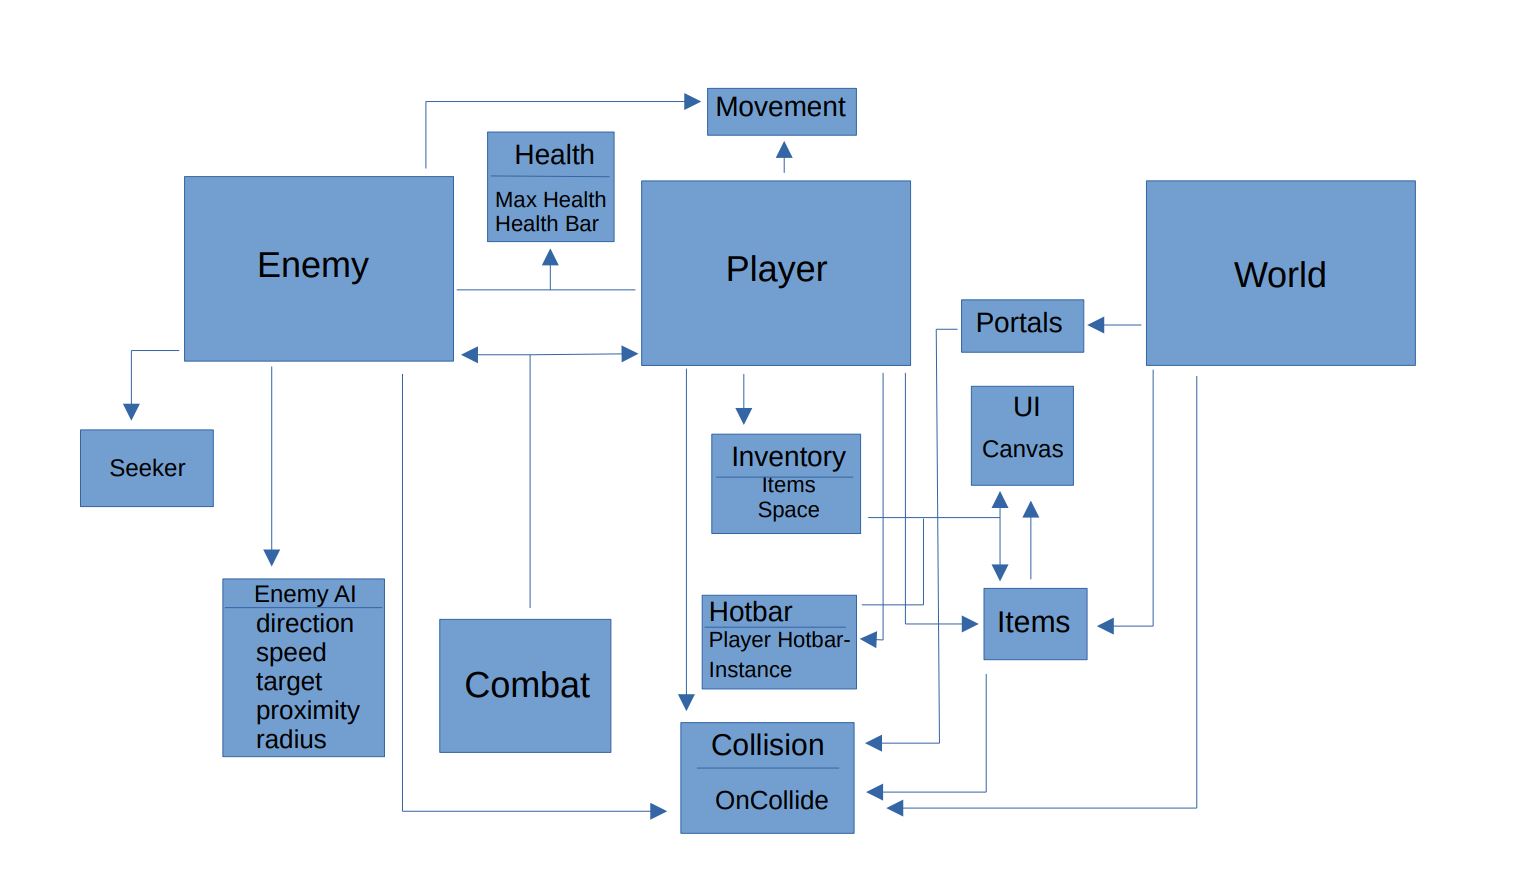 Movement
Health
Max Health
Health Bar
Enemy
Player
World
Portals
UI
Canvas
Seeker
Inventory
Items
Space
Enemy AI
direction
speed
target
proximity
radius
Combat
Hotbar
Player Hotbar-
Instance
Items
Collision
OnCollide